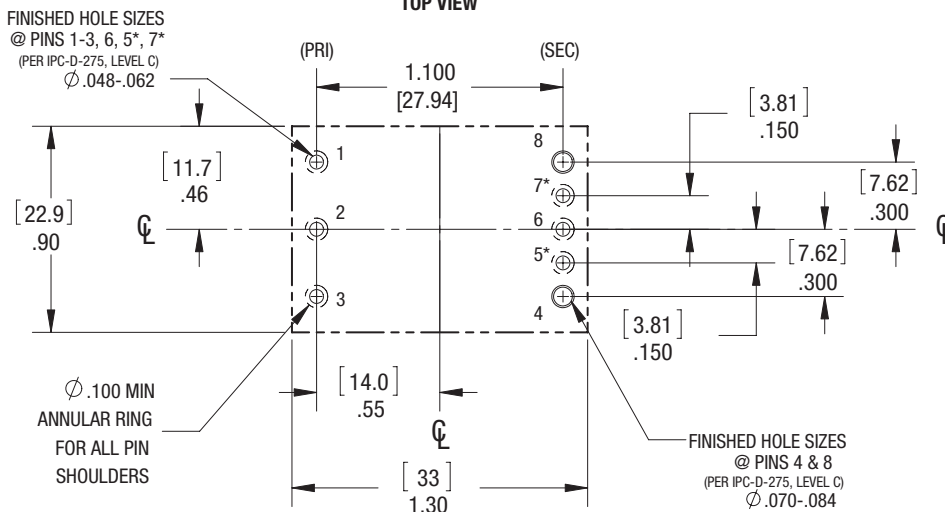 TOP VIEW
FINISHED HOLE SIZES
@ PINS 1-3, 6, 5*, 7*
(PER IPC-D-275, LEVEL C)
∅ .048-.062
(PRI)
(SEC)
1.100
[27.94]
[3.81]
.150
8
1
7*
[11.7]
.46
[7.62]
.300
[22.9]
.90
℄
2
6
℄
5*
[7.62]
.300
3
4
[3.81]
.150
∅ .100 MIN
ANNULAR RING
FOR ALL PIN
SHOULDERS
[14.0]
.55
℄
FINISHED HOLE SIZES
@ PINS 4 & 8
(PER IPC-D-275, LEVEL C)
∅ .070-.084
[33]
1.30